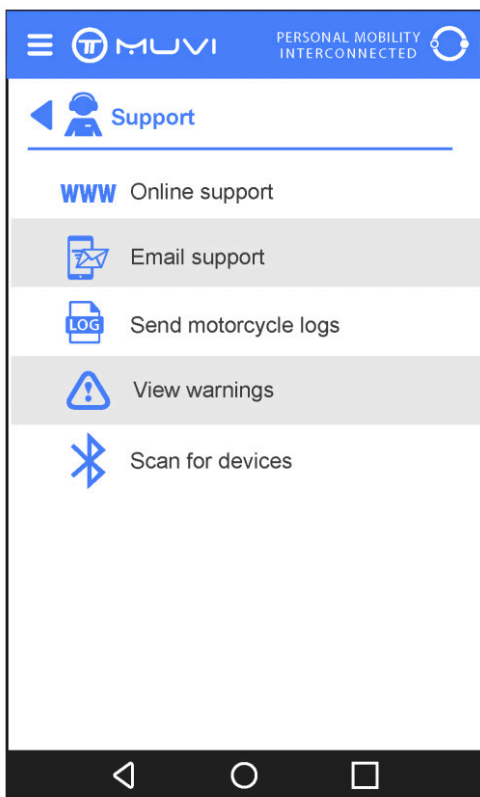 MUVI
PERSONAL MOBILITY
INTERCONNECTED
Support
WWW Online support
Email support
LOG Send motorcycle logs
View warnings
Scan for devices